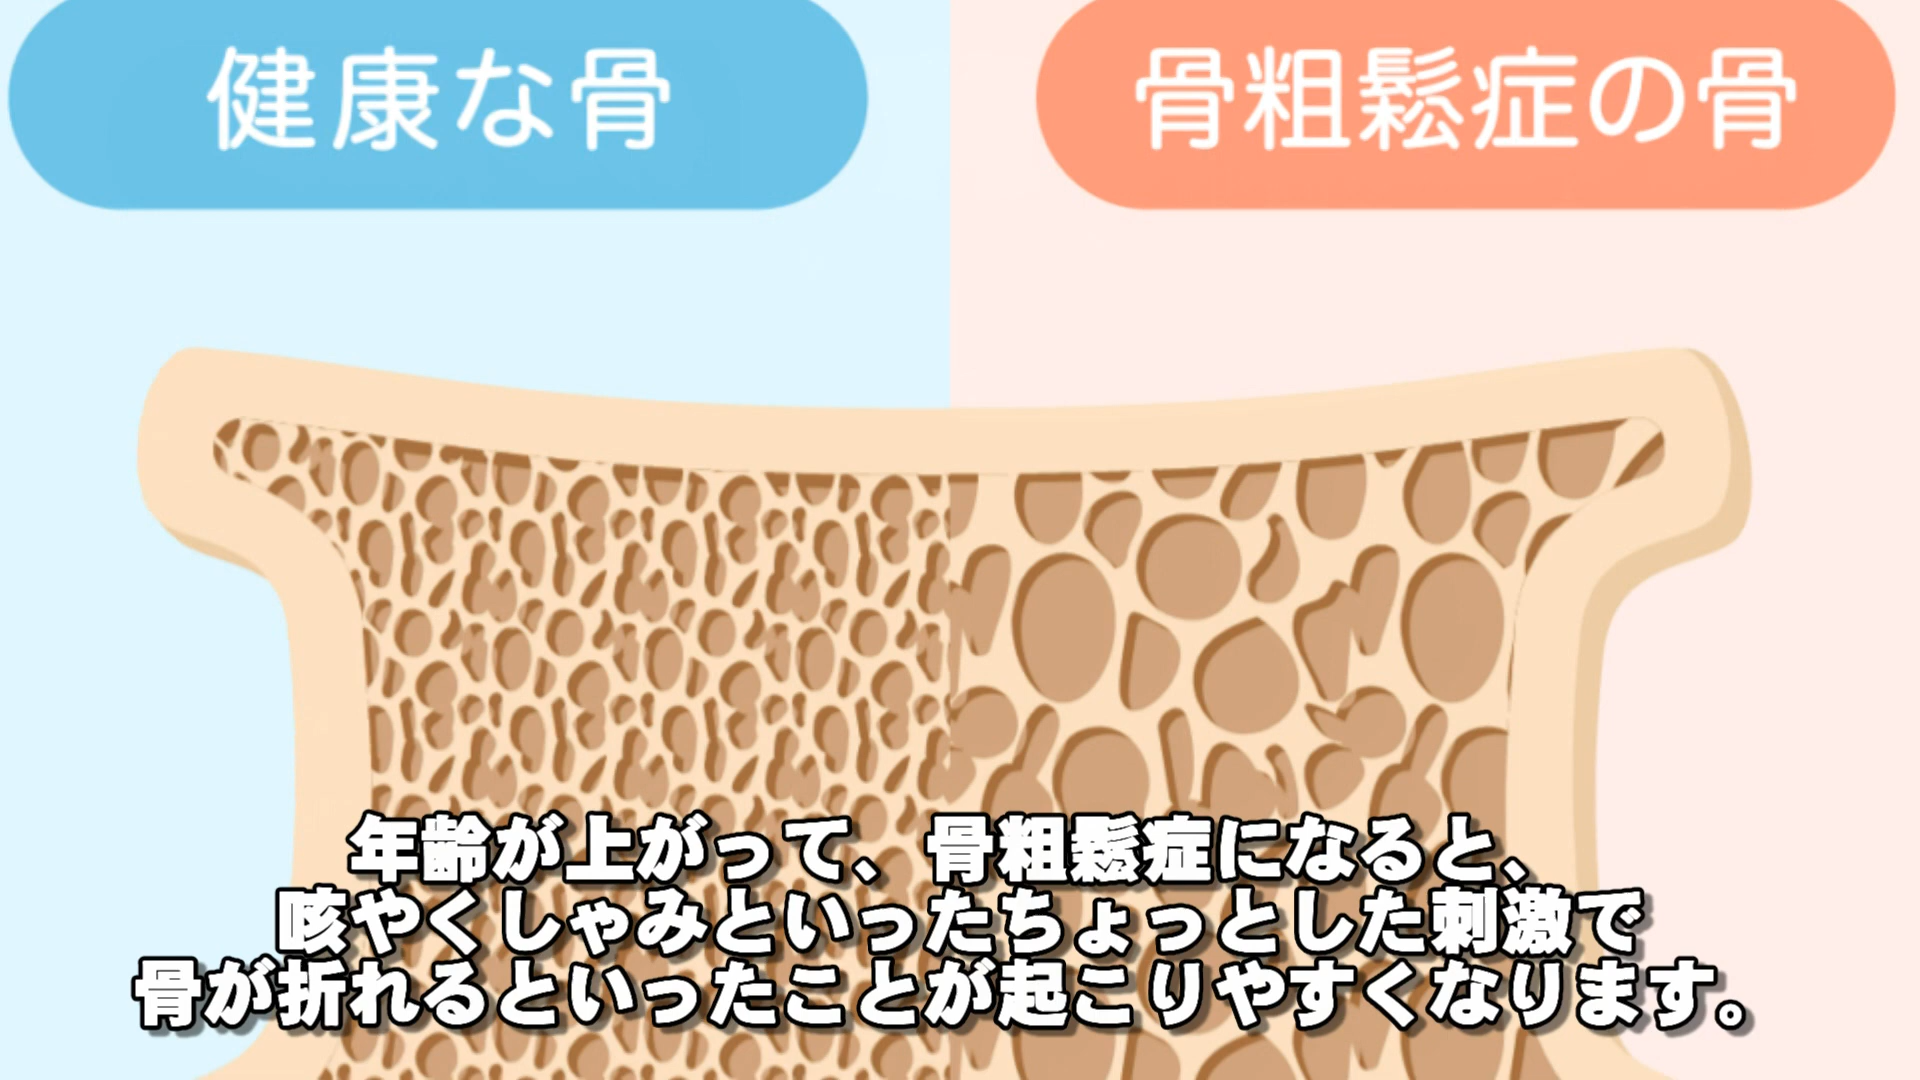 健康な骨
骨粗鬆症の骨
年齢が上がって、骨粗鬆症になると、
咳やくしゃみといったちょっとした刺激で
骨が折れるといったことが起こりやすくなります。